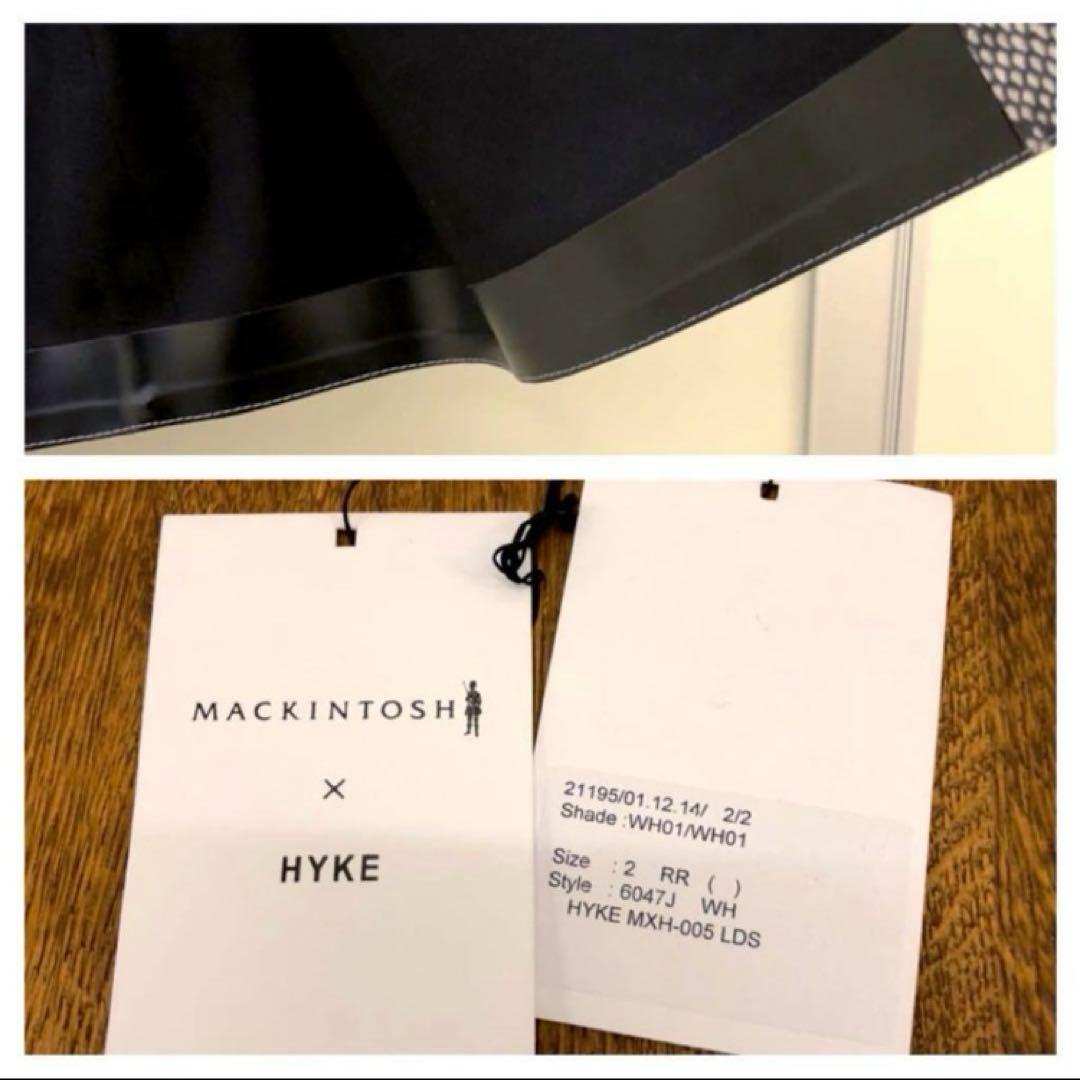 MACKINTOSH
×
HYKE
21195/01.12.14/ 2/2
Shade :WH01/WH01
Size : 2 RR ( )
Style : 6047J WH
HYKE MXH-005 LDS